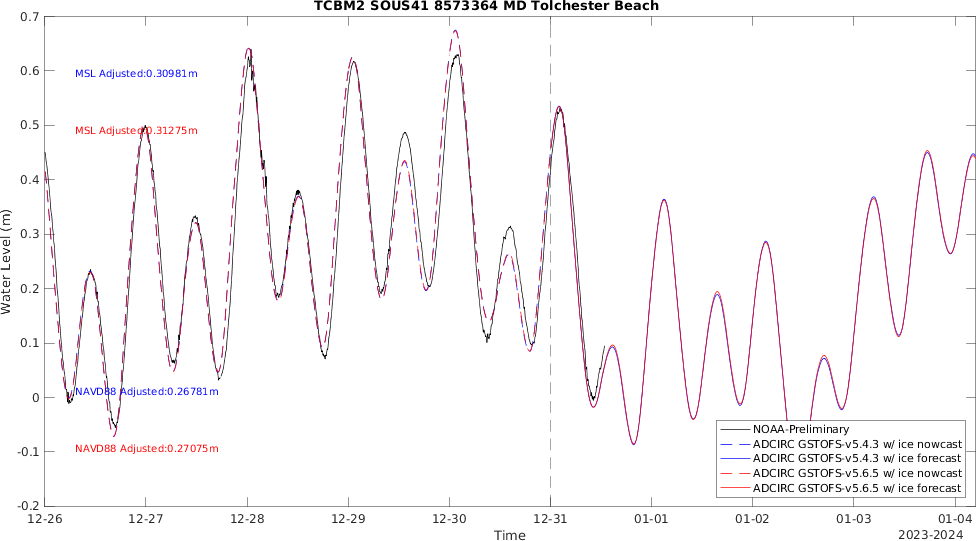 TCBM2 SOUS41 8573364 MD Tolchester Beach
0.7
0.6
0.5
0.4
0.3
0.2
0.1
0
-0.1
-0.2
Water Level (m)
MSL Adjusted:0.30981m
MSL Adjusted:0.31275m
NAVD88 Adjusted:0.26781m
NAVD88 Adjusted:0.27075m
NOAA-Preliminary
ADCIRC GSTOFS-v5.4.3 w/ ice nowcast
ADCIRC GSTOFS-v5.4.3 w/ ice forecast
ADCIRC GSTOFS-v5.6.5 w/ ice nowcast
ADCIRC GSTOFS-v5.6.5 w/ ice forecast
12-26 12-27 12-28 12-29 12-30 12-31 01-01 01-02 01-03 01-04
Time
2023-2024